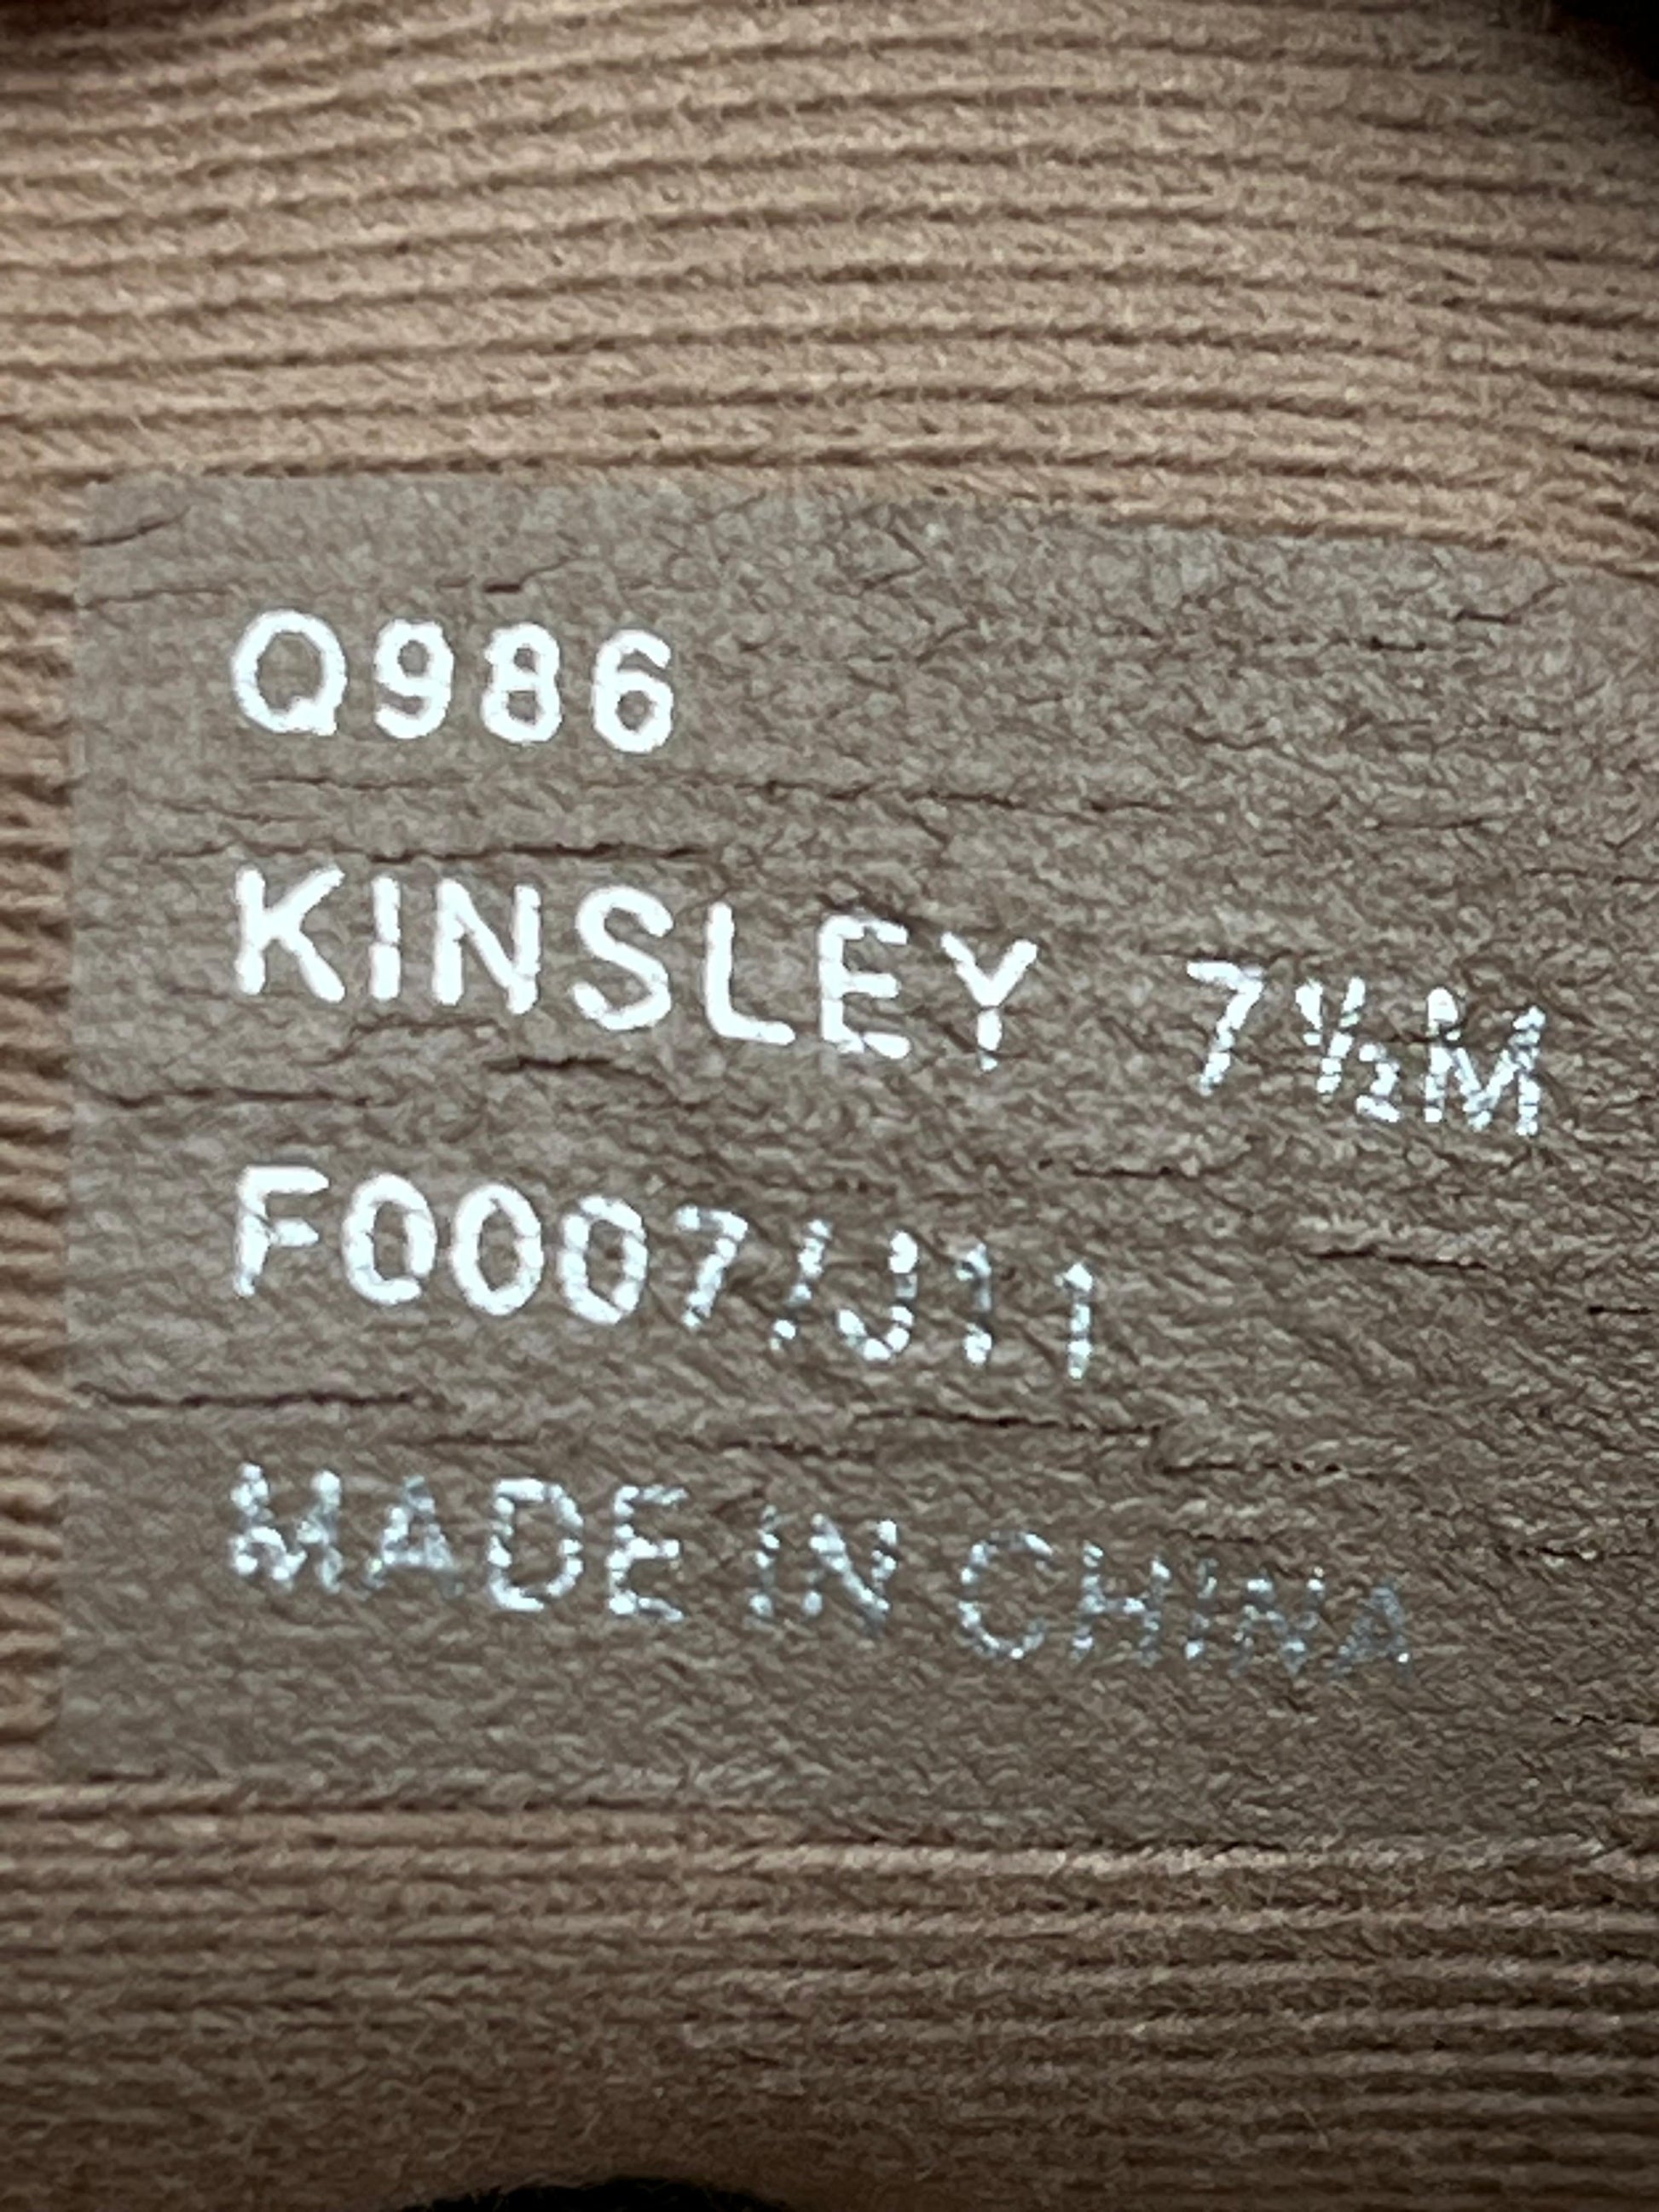 Q986
KINSLEY 7½M
F0007/J11
MADE IN CHINA